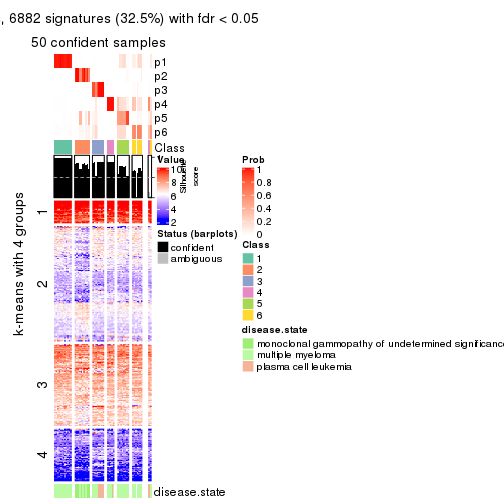 , 6882 signatures (32.5%) with fdr < 0.05
50 confident samples
p1
p2
p3
p4
p5
p6
Class
Silhouette
score
1
2
3
4
k-means with 4 groups
disease.state
Value
10
8
6
4
2
Status (barplots)
confident
ambiguous
Prob
1
0.8
0.6
0.4
0.2
0
Class
1
2
3
4
5
6
disease.state
monoclonal gammopathy of undetermined significance
multiple myeloma
plasma cell leukemia